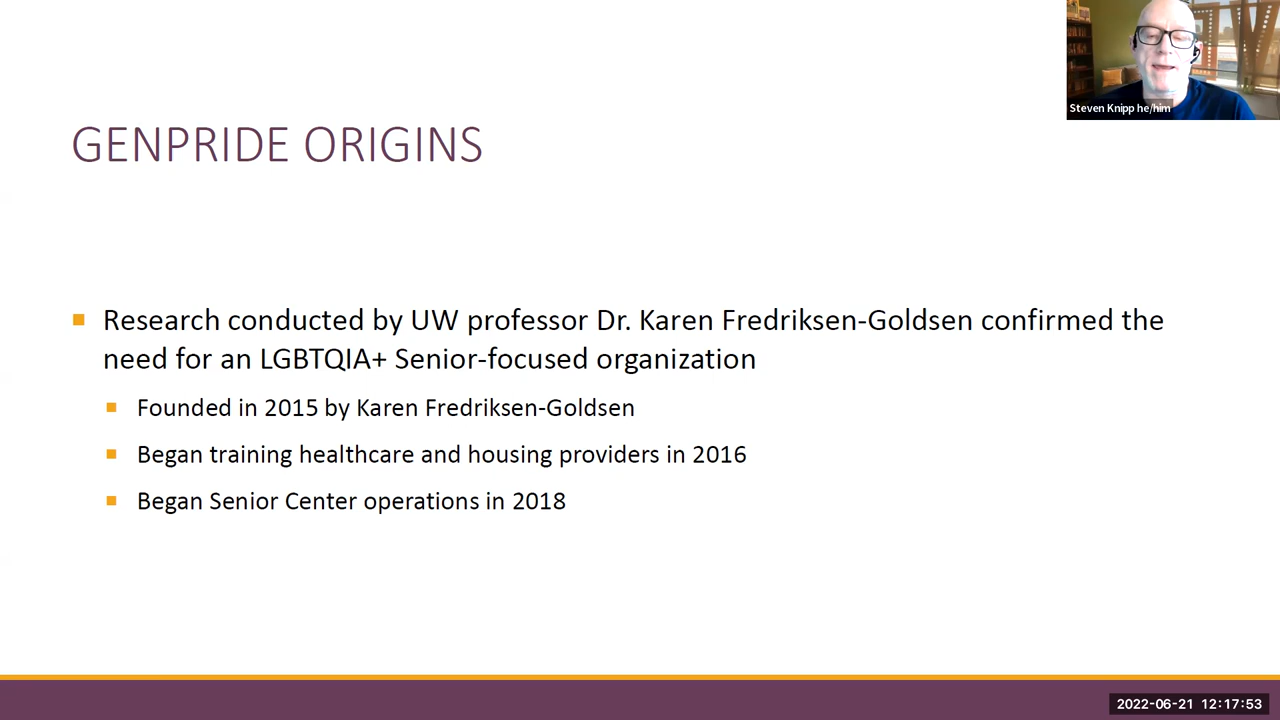 Steven Knipp he/him
GENPRIDE ORIGINS
Research conducted by UW professor Dr. Karen Fredriksen-Goldsen confirmed the
need for an LGBTQIA+ Senior-focused organization
Founded in 2015 by Karen Fredriksen-Goldsen
Began training healthcare and housing providers in 2016
Began Senior Center operations in 2018
2022-06-21 12:17:53